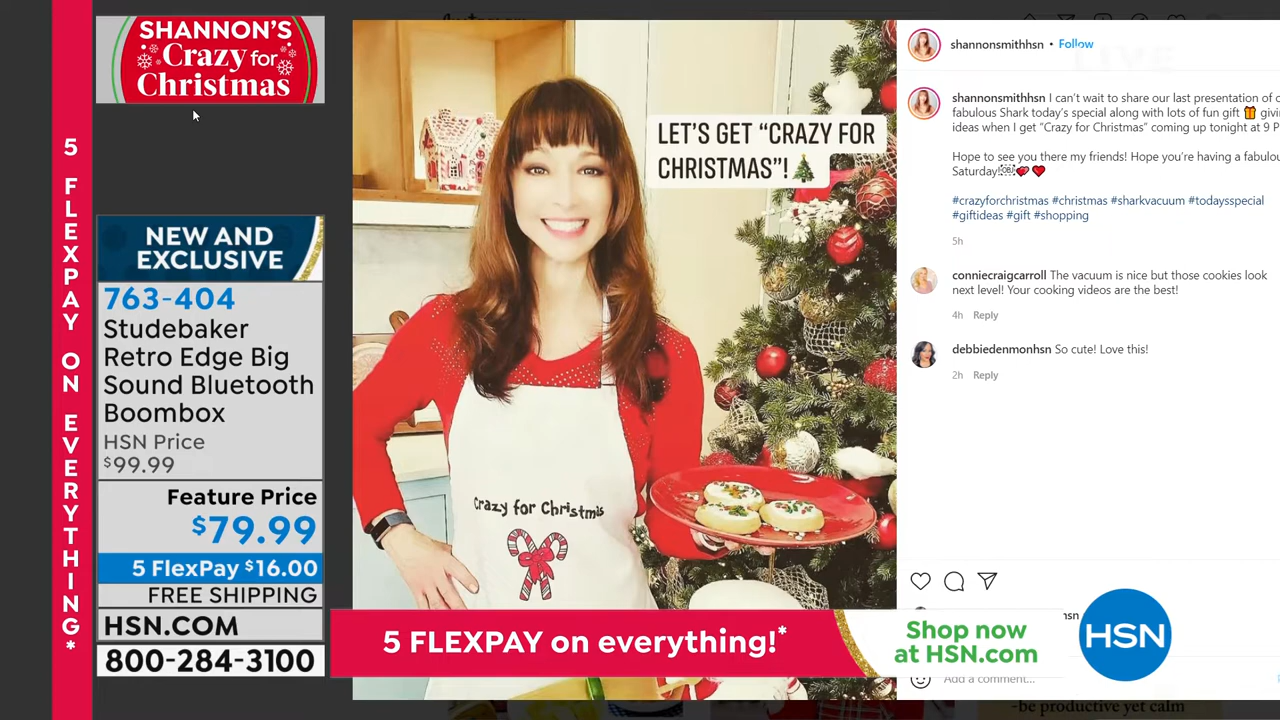 SHANNON'S
Crazy for
Christmas
5 FLEXPAY ON EVERYTHING*
NEW AND
EXCLUSIVE
763-404
Studebaker
Retro Edge Big
Sound Bluetooth
Boombox
HSN Price
$99.99
Feature Price
$79.99
5 FlexPay $16.00
FREE SHIPPING
HSN.COM
800-284-3100
LET'S GET "CRAZY FOR
CHRISTMAS"!🎄
Crazy for Christmas
shannonsmithhsn • Follow
LIVE
shannonsmithhsn I can't wait to share our last presentation of
fabulous Shark today's special along with lots of fun gift 🎁
ideas when I get "Crazy for Christmas" coming up tonight at 9
Hope to see you there my friends! Hope you're having a
Saturday💕❤️
#crazyforchristmas #christmas #sharkvacuum #todaysspecial
#giftideas #gift #shopping
5h
conniecraigcarroll The vacuum is nice but those cookies look
next level! Your cooking videos are the best!
4h Reply
debbiedenmonhsn So cute! Love this!
2h Reply
5 FLEXPAY on everything!*
Shop now
at HSN.com
HSN
Add a comment...
-be productive yet calm